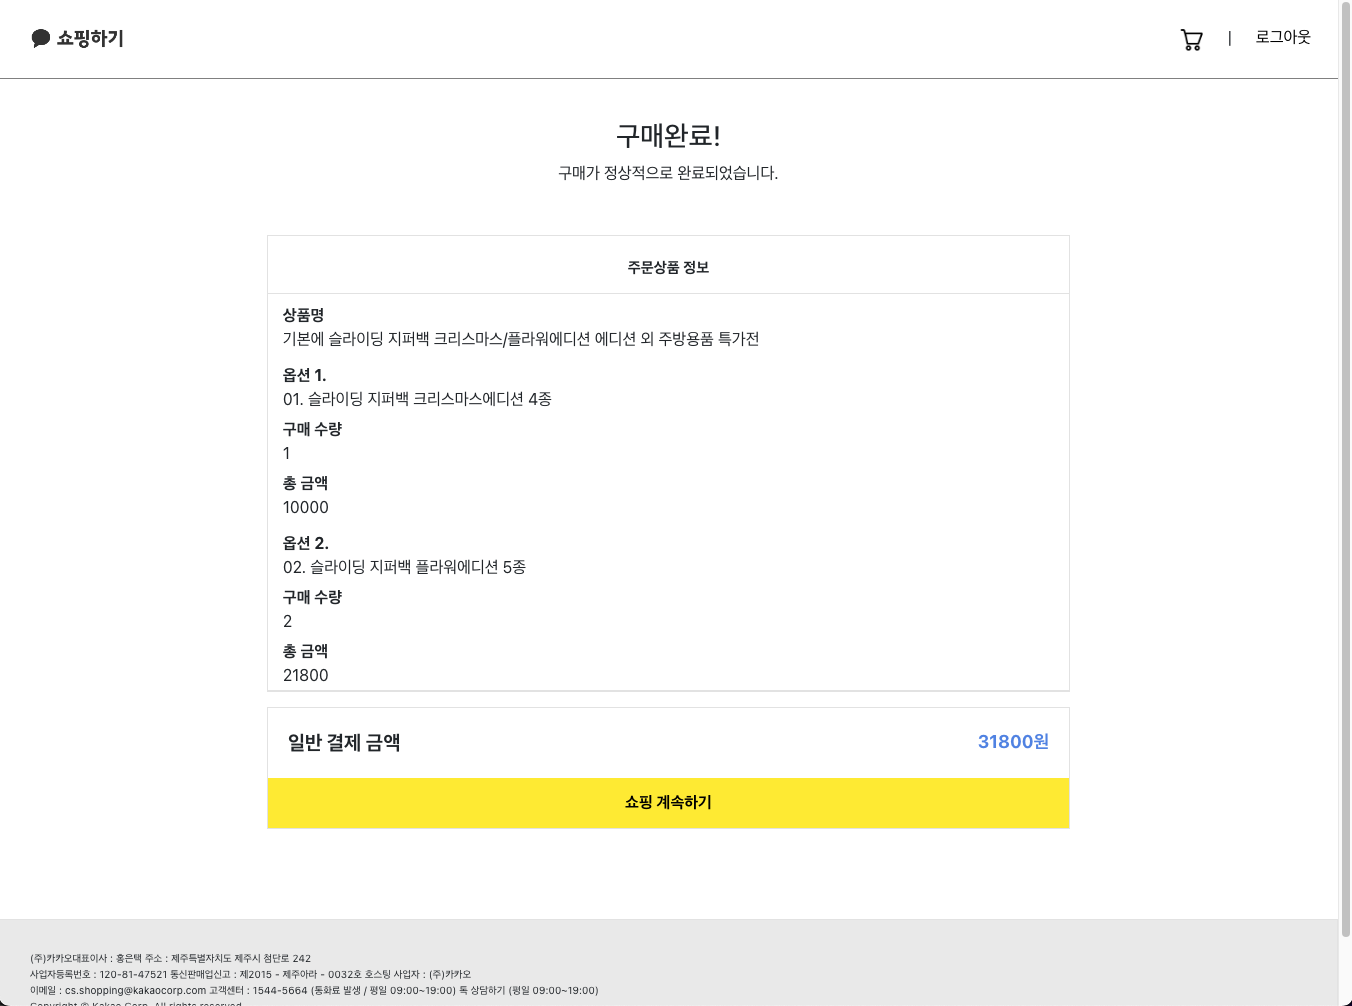 쇼핑하기
|
로그아웃
구매완료!
구매가 정상적으로 완료되었습니다.
주문상품 정보
상품명
기본에 슬라이딩 지퍼백 크리스마스/플라워에디션 에디션 외 주방용품 특가전
옵션 1.
01. 슬라이딩 지퍼백 크리스마스에디션 4종
구매 수량
1
총 금액
10000
옵션 2.
02. 슬라이딩 지퍼백 플라워에디션 5종
구매 수량
2
총 금액
21800
일반 결제 금액
31800원
쇼핑 계속하기
(주)카카오대표이사 : 홍은택 주소 : 제주특별자치도 제주시 첨단로 242
사업자등록번호 : 120-81-47521 통신판매업신고 : 제2015 - 제주아라 - 0032호 호스팅 사업자 : (주)카카오
이메일 : cs.shopping@kakaocorp.com 고객센터 : 1544-5664 (통화료 발생 / 평일 09:00~19:00) 톡 상담하기 (평일 09:00~19:00)
Copyright © Kakao Corp. All rights reserved